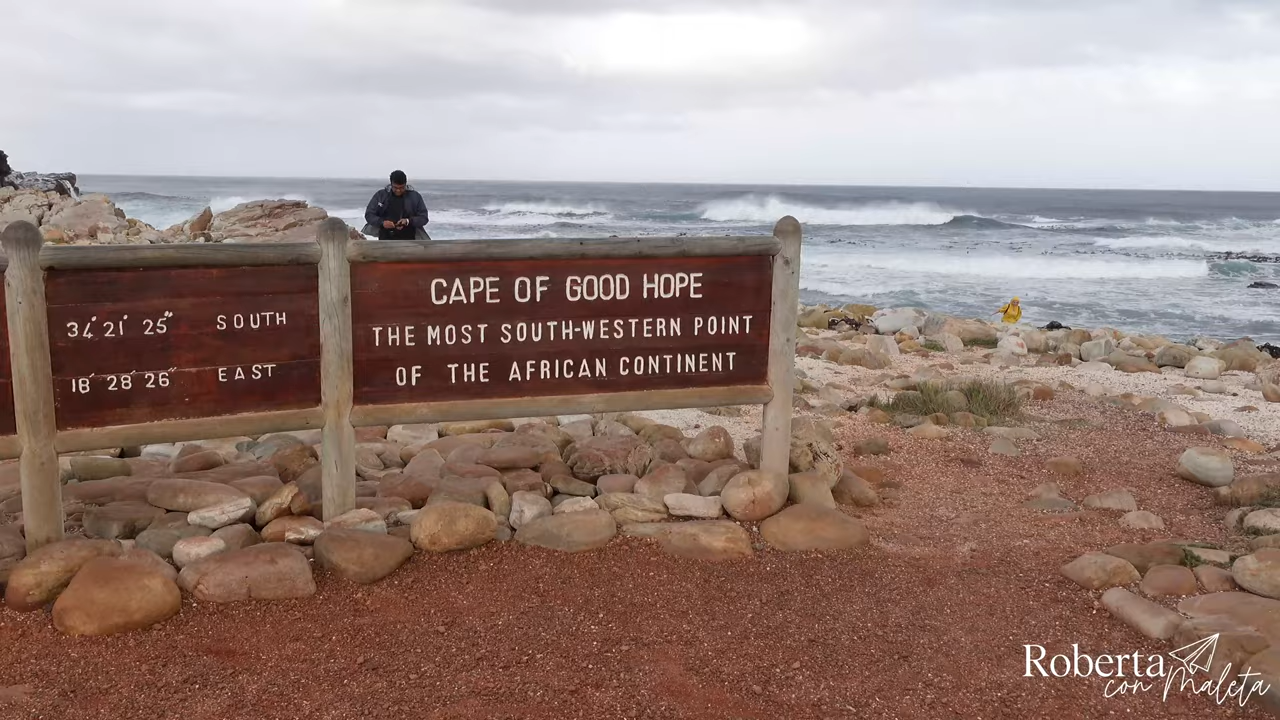 34° 21' 25" SOUTH
18° 28' 26" EAST
CAPE OF GOOD HOPE
THE MOST SOUTH-WESTERN POINT
OF THE AFRICAN CONTINENT
Roberta
con Maleta